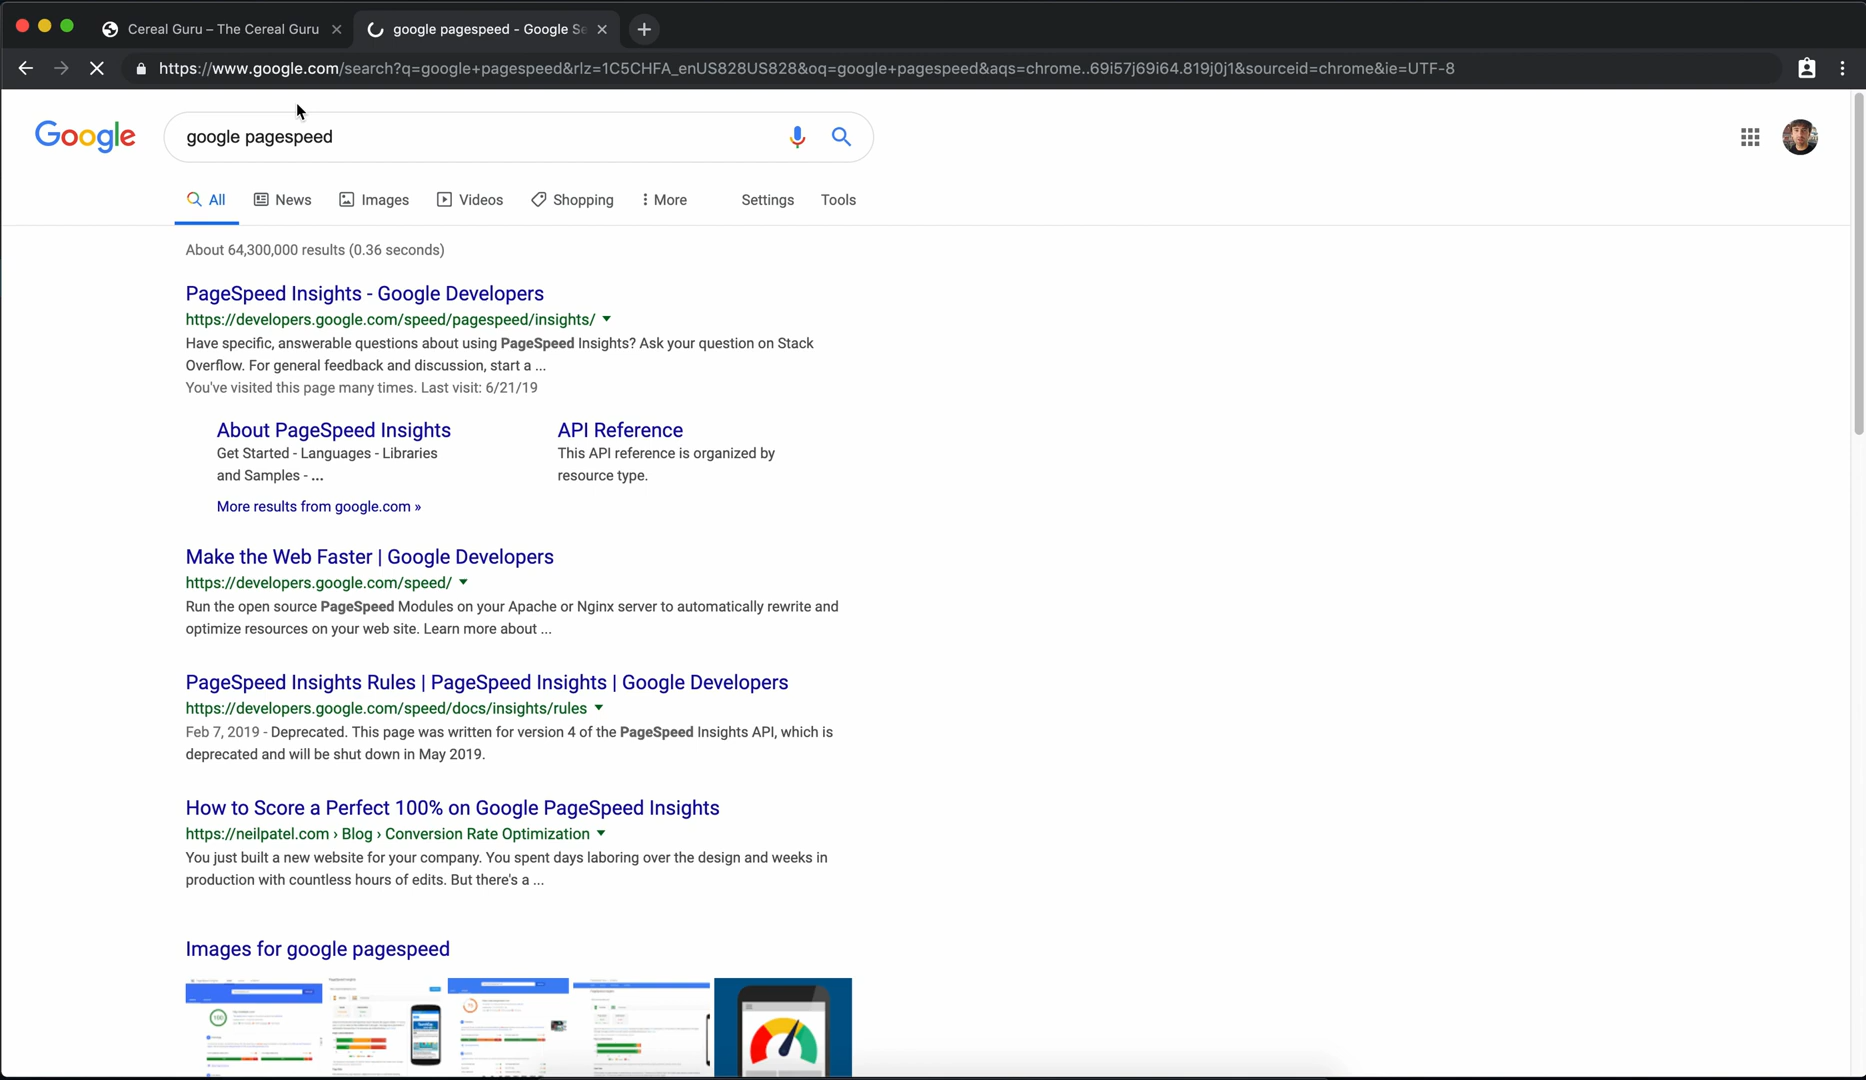 Cereal Guru – The Cereal Guru
google pagespeed - Google Se
https://www.google.com/search?q=google+pagespeed&rlz=1C5CHFA_enUS828US828&oq=google+pagespeed&aqs=chrome..69i57j69i64.819j0j1&sourceid=chrome&ie=UTF-8
Google
google pagespeed
All News Images Videos Shopping More Settings Tools
About 64,300,000 results (0.36 seconds)
PageSpeed Insights - Google Developers
https://developers.google.com/speed/pagespeed/insights/
Have specific, answerable questions about using PageSpeed Insights? Ask your question on Stack
Overflow. For general feedback and discussion, start a ...
You've visited this page many times. Last visit: 6/21/19
About PageSpeed Insights
Get Started - Languages - Libraries
and Samples - ...
API Reference
This API reference is organized by
resource type.
More results from google.com »
Make the Web Faster | Google Developers
https://developers.google.com/speed/
Run the open source PageSpeed Modules on your Apache or Nginx server to automatically rewrite and
optimize resources on your web site. Learn more about ...
PageSpeed Insights Rules | PageSpeed Insights | Google Developers
https://developers.google.com/speed/docs/insights/rules
Feb 7, 2019 - Deprecated. This page was written for version 4 of the PageSpeed Insights API, which is
deprecated and will be shut down in May 2019.
How to Score a Perfect 100% on Google PageSpeed Insights
https://neilpatel.com › Blog › Conversion Rate Optimization
You just built a new website for your company. You spent days laboring over the design and weeks in
production with countless hours of edits. But there's a ...
Images for google pagespeed